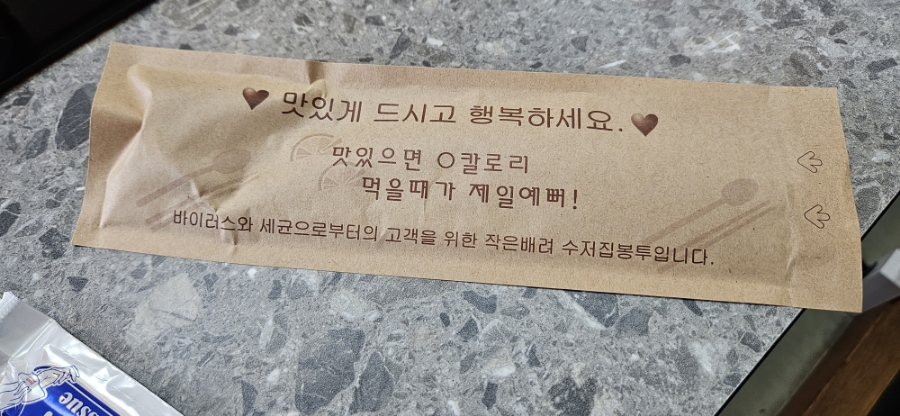 ♥ 맛있게 드시고 행복하세요. ♥
맛있으면 0칼로리
먹을때가 제일예뻐!
바이러스와 세균으로부터의 고객을 위한 작은배려 수저집봉투입니다.
ssue